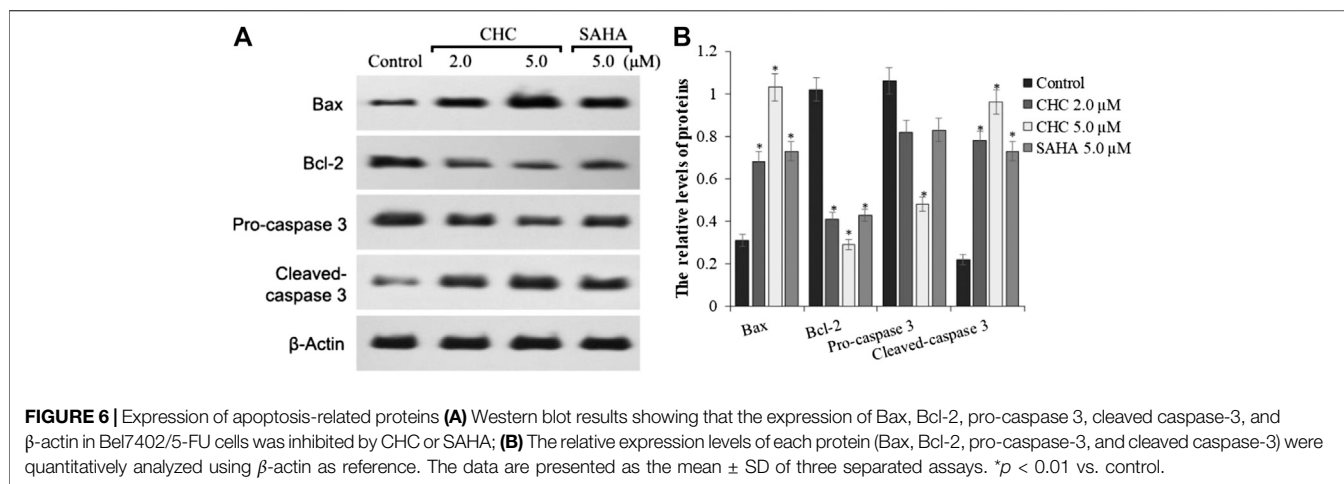 A
CHC
SAHA
Control
2.0
5.0
5.0 (μM)
Bax
Bcl-2
Pro-caspase 3
Cleaved-
caspase 3
β-Actin
B
The relative levels of proteins
1.2
1
0.8
0.6
0.4
0.2
0
* * *
* * *
*
* * *
Bax
Bcl-2
Pro-caspase 3
Cleaved-caspase 3
Control
CHC 2.0 μM
CHC 5.0 μM
SAHA 5.0 μM
FIGURE 6 | Expression of apoptosis-related proteins (A) Western blot results showing that the expression of Bax, Bcl-2, pro-caspase 3, cleaved caspase-3, and
β-actin in Bel7402/5-FU cells was inhibited by CHC or SAHA; (B) The relative expression levels of each protein (Bax, Bcl-2, pro-caspase-3, and cleaved caspase-3) were
quantitatively analyzed using β-actin as reference. The data are presented as the mean ± SD of three separated assays. *p < 0.01 vs. control.